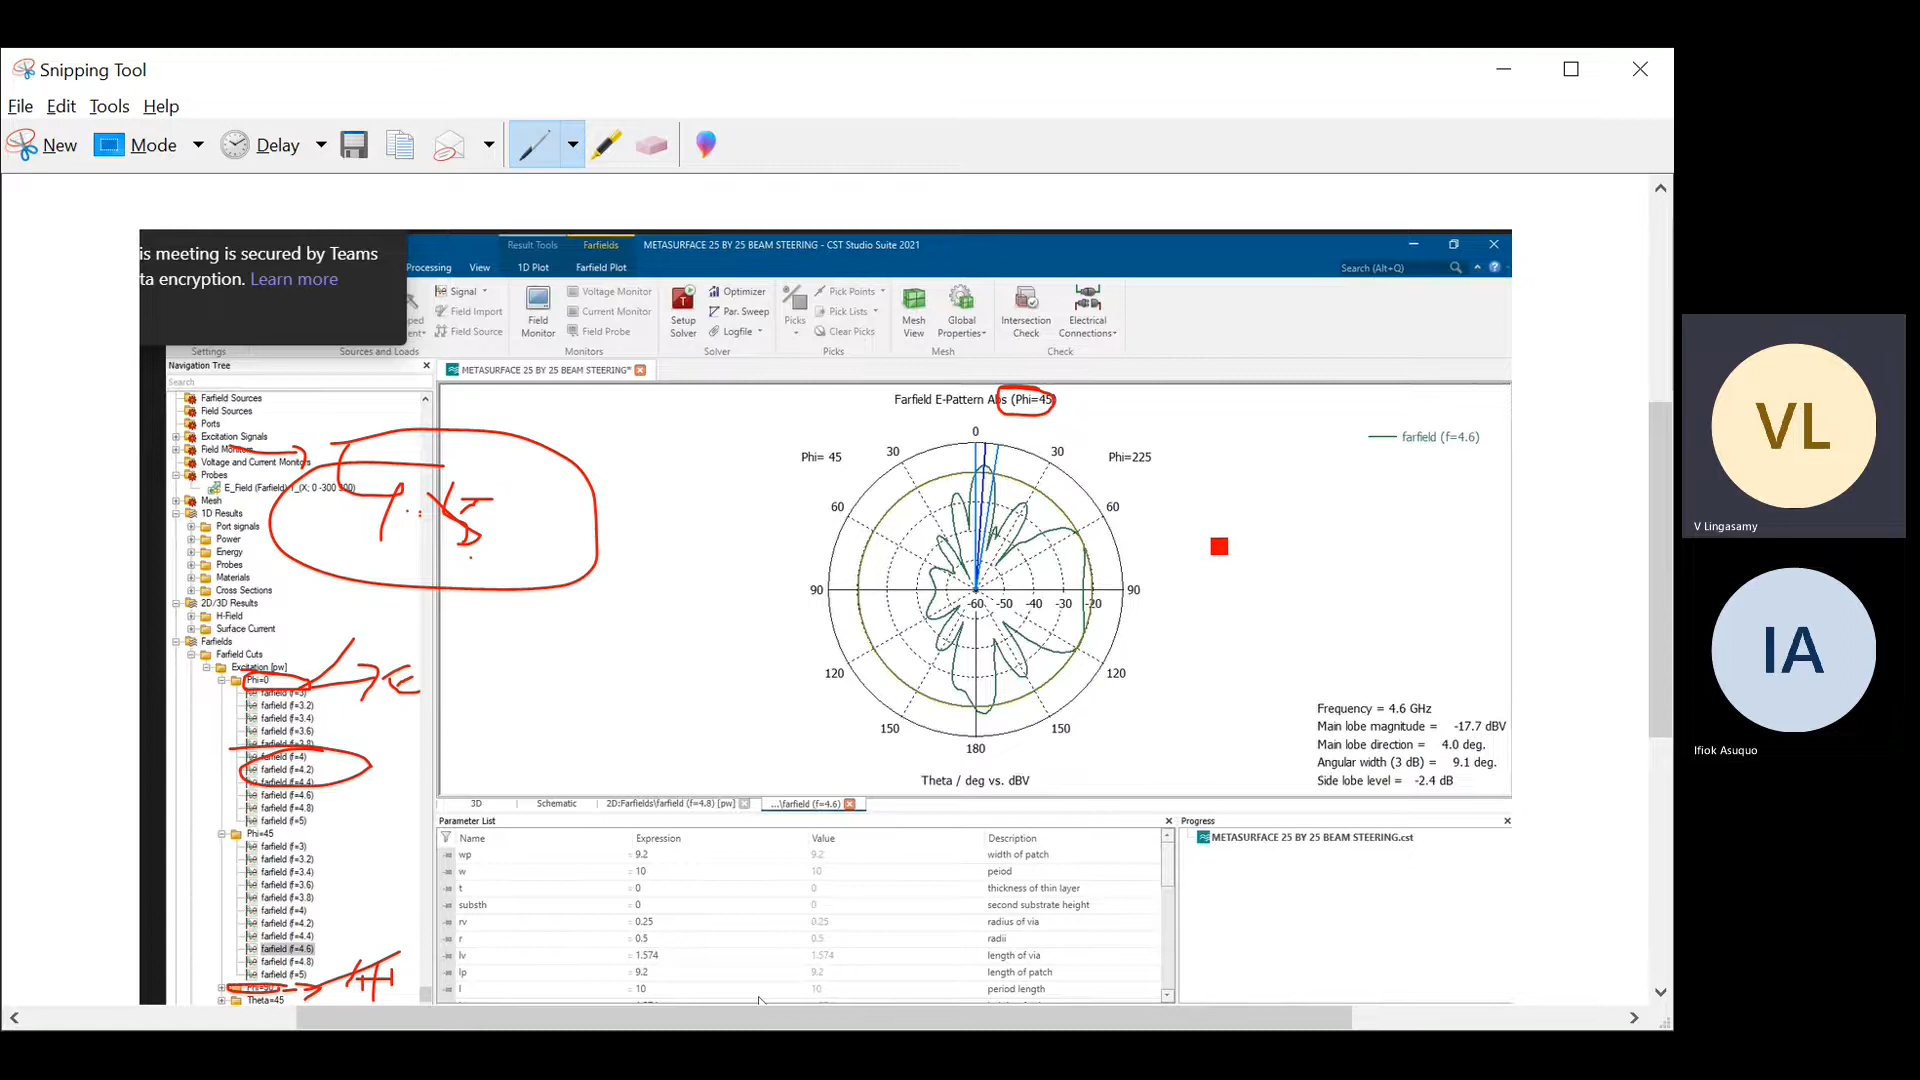 Snipping Tool
File Edit Tools Help
New Mode Delay
is meeting is secured by Teams
ta encryption. Learn more
Result Tools Farfields METASURFACE 25 BY 25 BEAM STEERING - CST Studio Suite 2021
Processing View 1D Plot Farfield Plot Search (Alt+Q)
Signal
Field Import
Field Source
Field Monitor
Voltage Monitor
Current Monitor
Field Probe
Setup Solver
Optimizer
Par. Sweep
Logfile
Picks
Pick Points
Pick Lists
Clear Picks
Mesh View
Global Properties
Intersection Check
Electrical Connections
Settings Sources and Loads Monitors Solver Picks Mesh Check
Navigation Tree
Search
METASURFACE 25 BY 25 BEAM STEERING*
Farfield Sources
Field Sources
Ports
Excitation Signals
Field Monitors
Voltage and Current Monitors
Probes
E_Field (Farfield)
Mesh
1D Results
Port signals
Power
Energy
Probes
Materials
Cross Sections
2D/3D Results
H-Field
Surface Current
Farfields
Farfield Cuts
Excitation [pw]
Phi=0
farfield (f=3)
farfield (f=3.2)
farfield (f=3.4)
farfield (f=3.6)
farfield (f=3.8)
farfield (f=4)
farfield (f=4.2)
farfield (f=4.4)
farfield (f=4.6)
farfield (f=4.8)
farfield (f=5)
Phi=45
farfield (f=3)
farfield (f=3.2)
farfield (f=3.4)
farfield (f=3.6)
farfield (f=3.8)
farfield (f=4)
farfield (f=4.2)
farfield (f=4.4)
farfield (f=4.6)
farfield (f=4.8)
farfield (f=5)
Phi=90
Theta=45
Farfield E-Pattern Abs (Phi=45)
farfield (f=4.6)
Phi= 45 30 0 30 Phi=225
60 60
90 -60 -50 -40 -30 -20 90
120 120
150 150
180
Theta / deg vs. dBV
Frequency = 4.6 GHz
Main lobe magnitude = -17.7 dBV
Main lobe direction = 4.0 deg.
Angular width (3 dB) = 9.1 deg.
Side lobe level = -2.4 dB
3D Schematic 2D:Farfields\farfield (f=4.8) [pw] ...\farfield (f=4.6)
Parameter List
Name Expression Value Description
wp = 9.2 9.2 width of patch
w = 10 10 peiod
t = 0 0 thickness of thin layer
substh = 0 0 second substrate height
rv = 0.25 0.25 radius of via
r = 0.5 0.5 radii
lv = 1.574 1.574 length of via
lp = 9.2 9.2 length of patch
l = 10 10 period length
Progress
METASURFACE 25 BY 25 BEAM STEERING.cst
VL
V Lingasamy
IA
Ifiok Asuquo